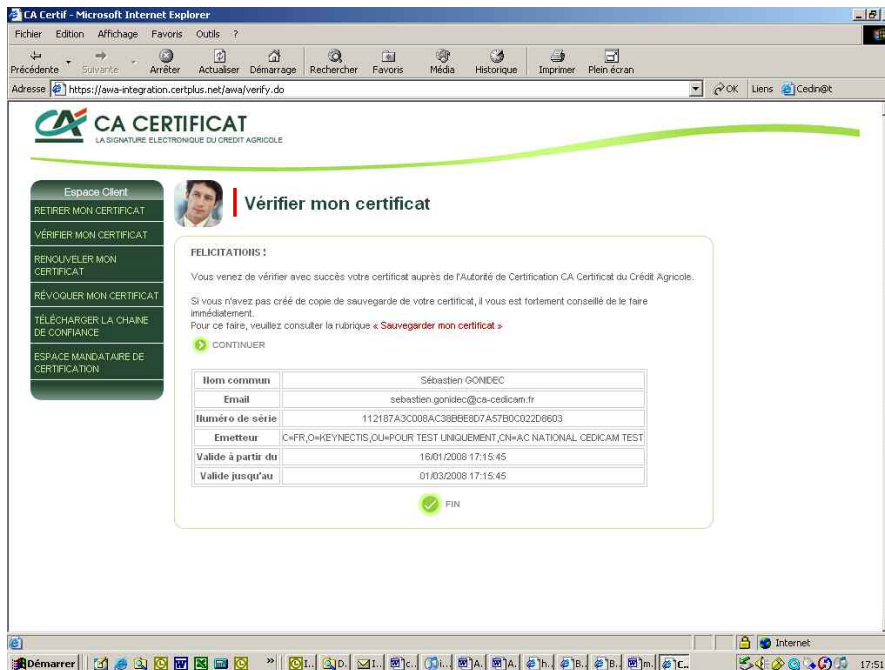 CA Certif - Microsoft Internet Explorer
Fichier Edition Affichage Favoris Outils ?
Précédente Suivante Arrêter Actualiser Démarrage Rechercher Favoris Média Historique Imprimer Plein écran
Adresse https://awa-integration.certplus.net/awa/verify.do OK Liens Cedin@t
CA CERTIFICAT
LA SIGNATURE ELECTRONIQUE DU CREDIT AGRICOLE
Espace Client
RETIRER MON CERTIFICAT
VÉRIFIER MON CERTIFICAT
RENOUVELER MON
CERTIFICAT
RÉVOQUER MON CERTIFICAT
TÉLÉCHARGER LA CHAINE
DE CONFIANCE
ESPACE MANDATAIRE DE
CERTIFICATION
Vérifier mon certificat
FELICITATIONS !
Vous venez de vérifier avec succès votre certificat auprès de l'Autorité de Certification CA Certificat du Crédit Agricole.
Si vous n'avez pas créé de copie de sauvegarde de votre certificat, il vous est fortement conseillé de le faire
immédiatement.
Pour ce faire, veuillez consulter la rubrique « Sauvegarder mon certificat »
CONTINUER
Nom commun Sébastien GONIDEC
Email sebastien.gonidec@ca-cedicam.fr
Numéro de série 112187A3C008AC38BBE8D7A57B0C022D8603
Emetteur C=FR,O=KEYNECTIS,OU=POUR TEST UNIQUEMENT,CN=AC NATIONAL CEDICAM TEST
Valide à partir du 16/01/2008 17:15:45
Valide jusqu'au 01/03/2008 17:15:45
FIN
Internet
Démarrer » I.. D.. I.. c.. i.. A.. A.. h.. B.. B.. m.. C.. 17:51